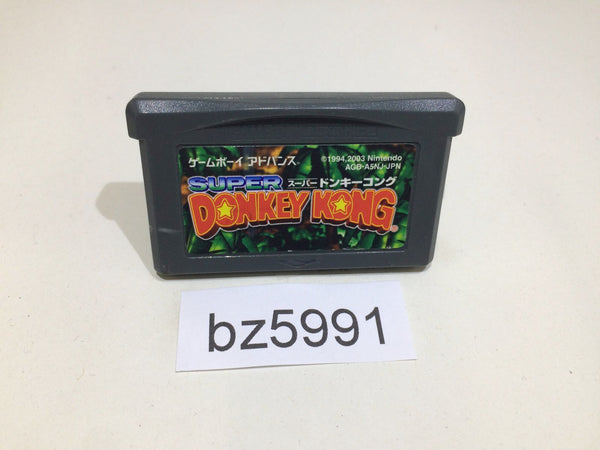 ゲームボーイ アドバンス
©1994,2003 Nintendo
AGB-A5NJ-JPN
SUPER スーパードンキーコング
DONKEY KONG
bz5991